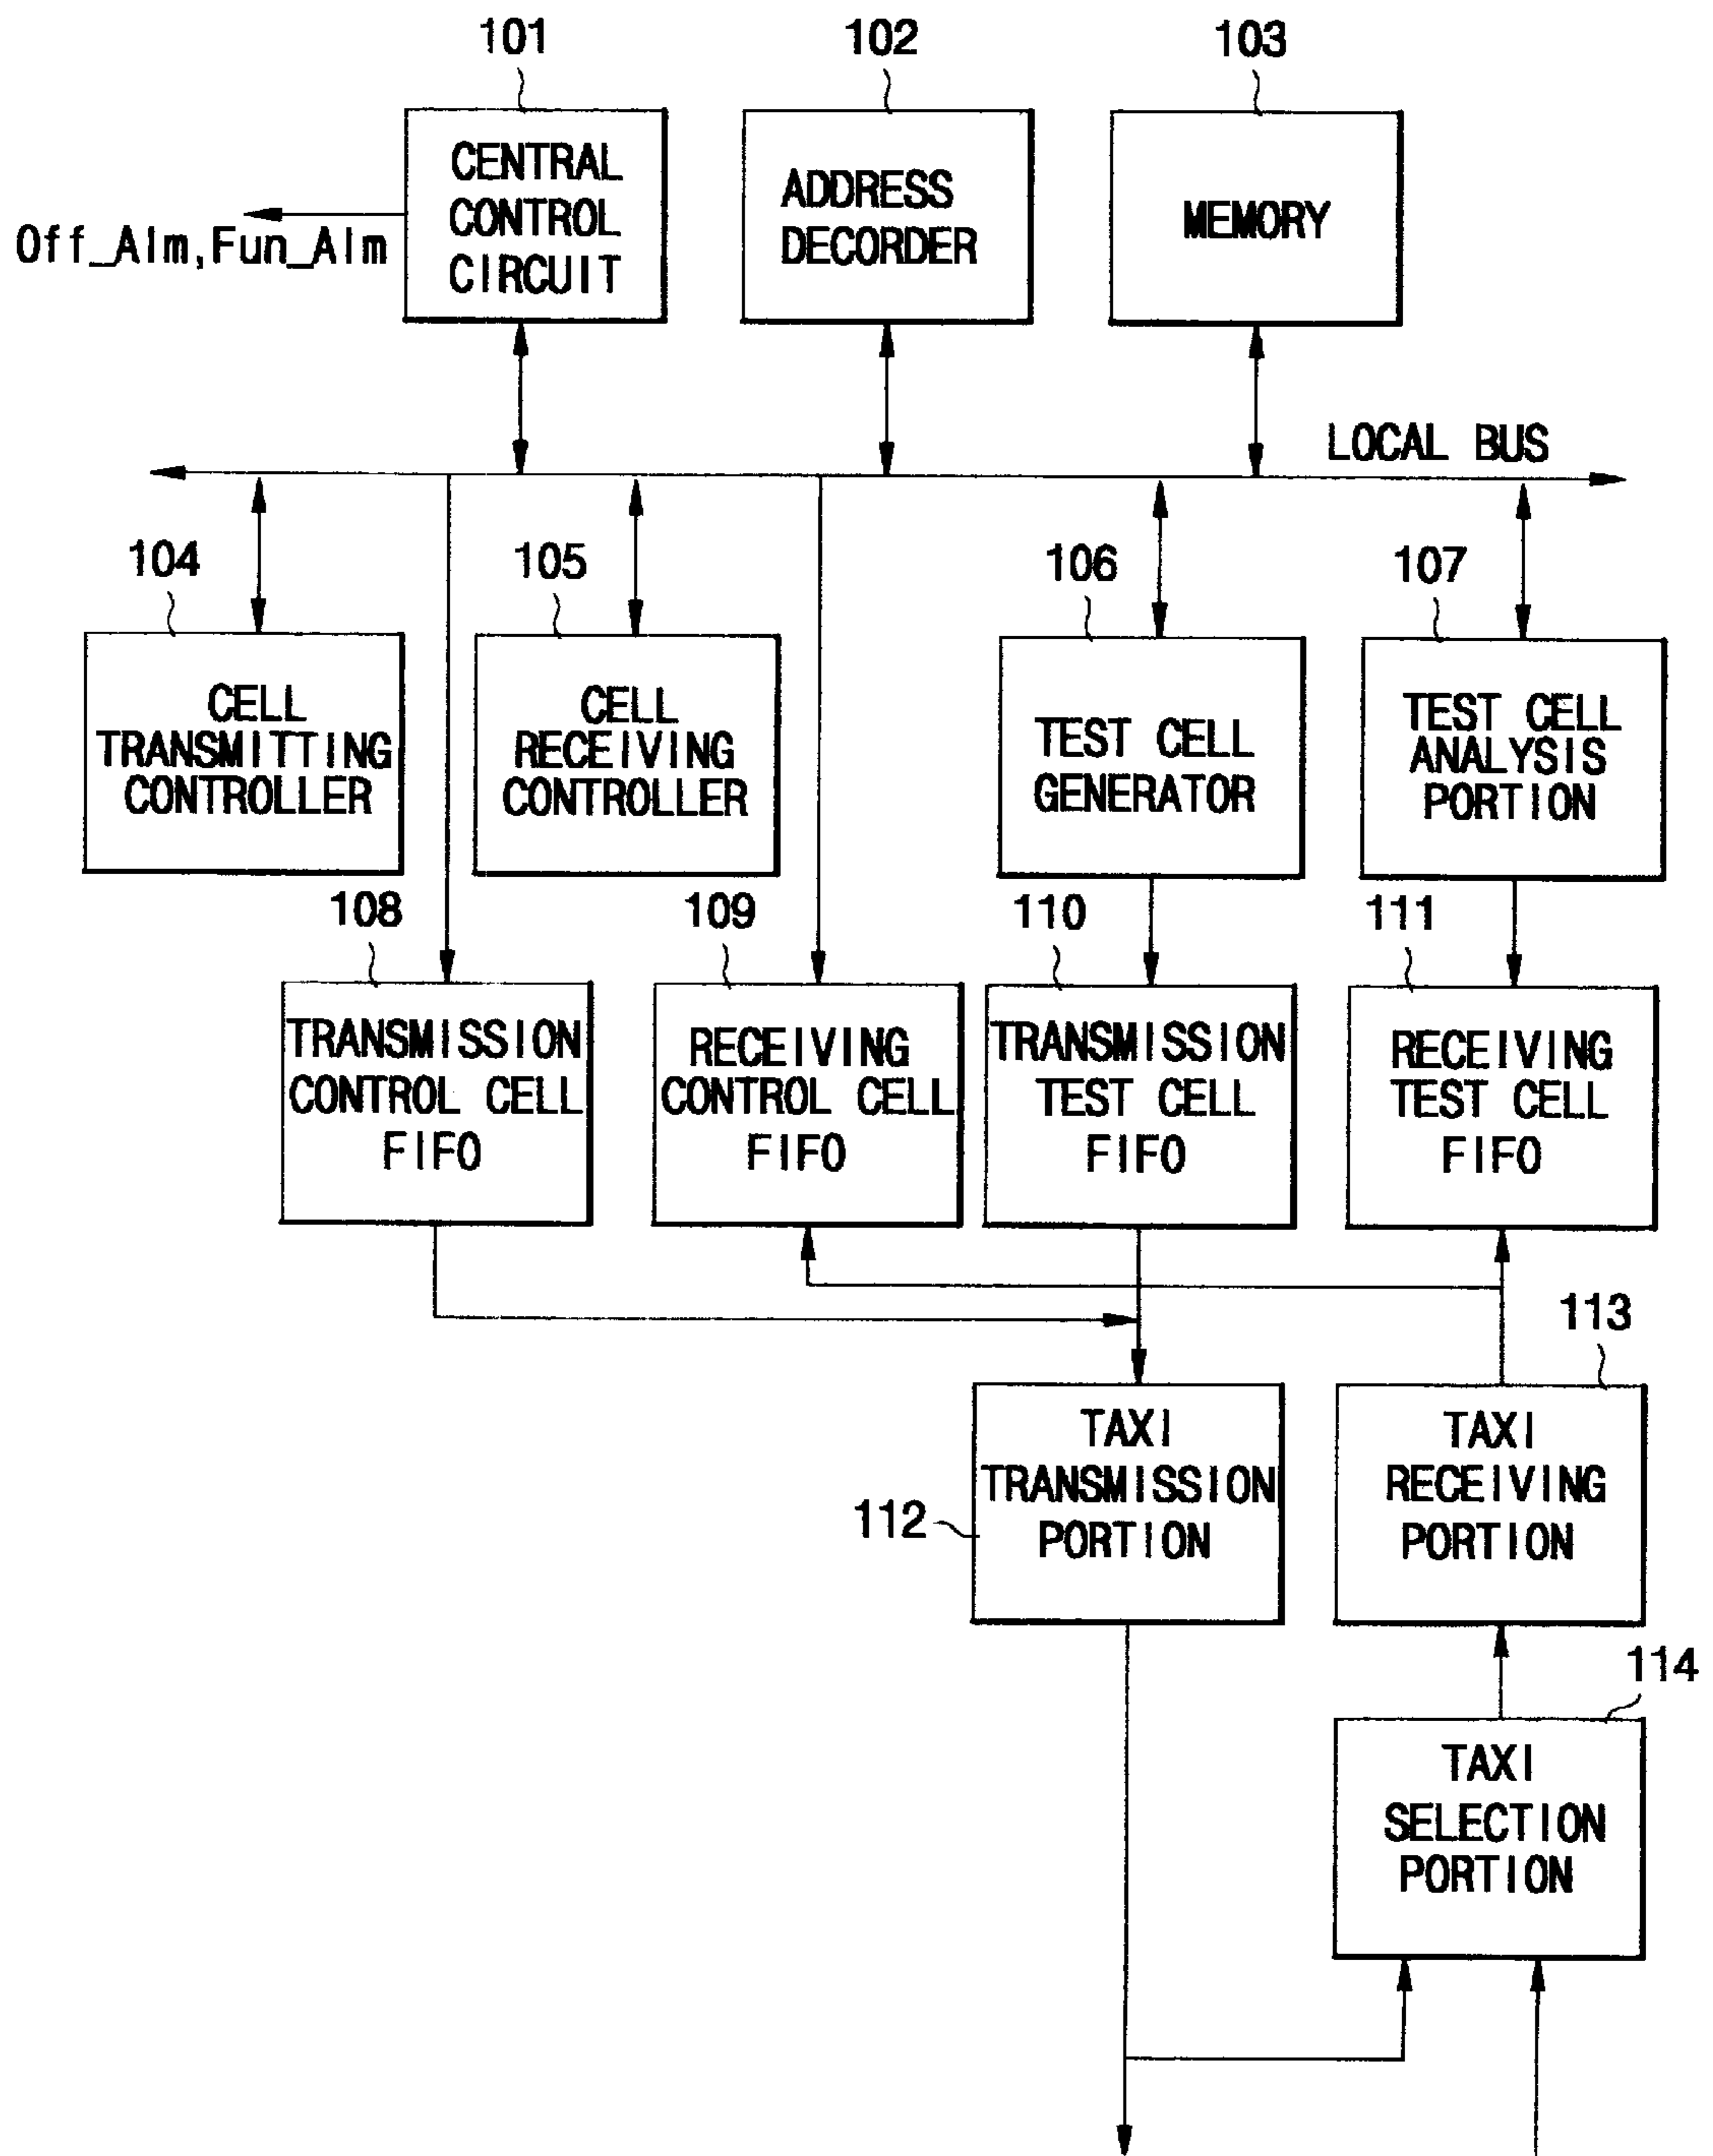 101
102
103
CENTRAL
CONTROL
CIRCUIT
ADDRESS
DECORDER
MEMORY
Off_Alm,Fun_Alm
LOCAL BUS
104
105
106
107
CELL
TRANSMITTING
CONTROLLER
CELL
RECEIVING
CONTROLLER
TEST CELL
GENERATOR
TEST CELL
ANALYSIS
PORTION
108
109
110
111
TRANSMISSION
CONTROL CELL
FIFO
RECEIVING
CONTROL CELL
FIFO
TRANSMISSION
TEST CELL
FIFO
RECEIVING
TEST CELL
FIFO
113
112
TAXI
TRANSMISSION
PORTION
TAXI
RECEIVING
PORTION
114
TAXI
SELECTION
PORTION